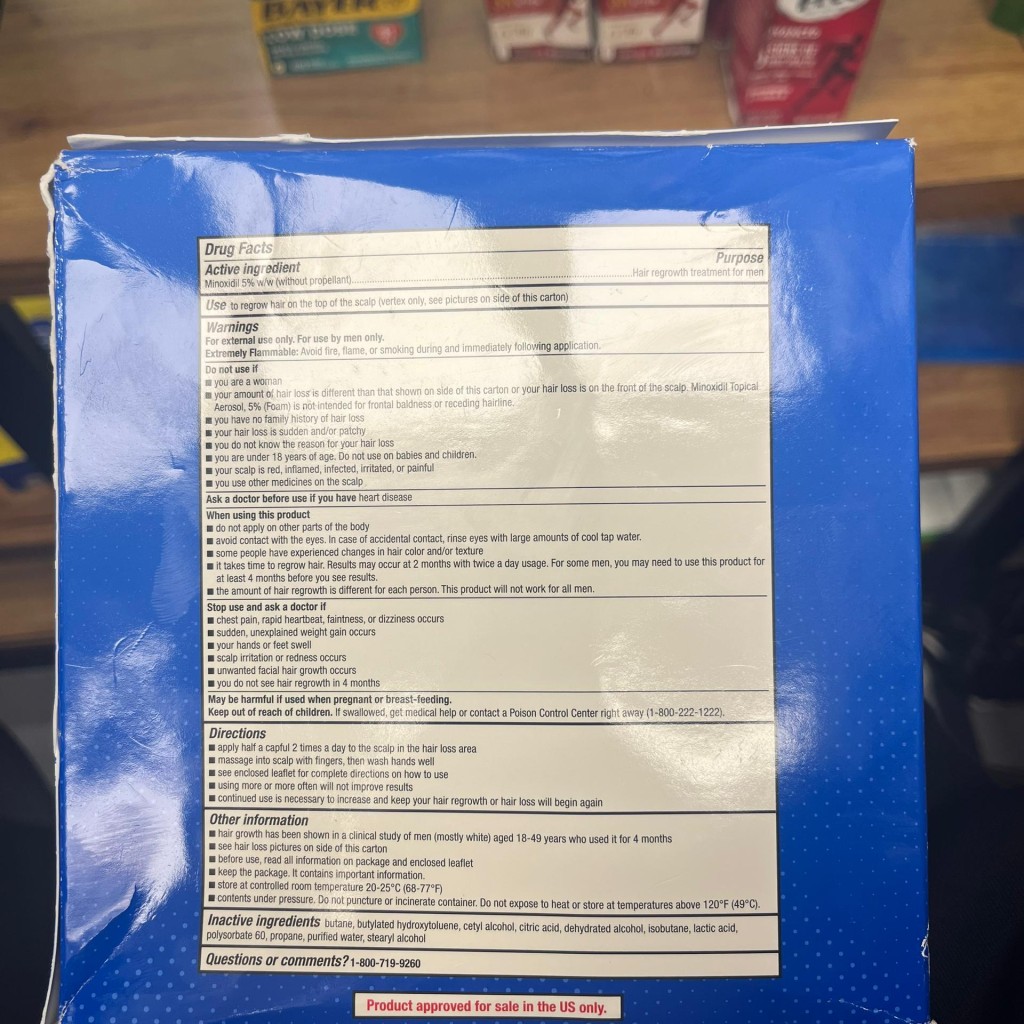 BAYER
LOW DOSE
Drug Facts
Active ingredient Purpose
Minoxidil 5% w/w (without propellant)......Hair regrowth treatment for men
Use to regrow hair on the top of the scalp (vertex only, see pictures on side of this carton)
Warnings
For external use only. For use by men only.
Extremely Flammable: Avoid fire, flame, or smoking during and immediately following application.
Do not use if
■ you are a woman
■ your amount of hair loss is different than that shown on side of this carton or your hair loss is on the front of the scalp. Minoxidil Topical
Aerosol, 5% (Foam) is not intended for frontal baldness or receding hairline.
■ you have no family history of hair loss
■ your hair loss is sudden and/or patchy
■ you do not know the reason for your hair loss
■ you are under 18 years of age. Do not use on babies and children.
■ your scalp is red, inflamed, infected, irritated, or painful
■ you use other medicines on the scalp
Ask a doctor before use if you have heart disease
When using this product
■ do not apply on other parts of the body
■ avoid contact with the eyes. In case of accidental contact, rinse eyes with large amounts of cool tap water.
■ some people have experienced changes in hair color and/or texture
■ it takes time to regrow hair. Results may occur at 2 months with twice a day usage. For some men, you may need to use this product for
at least 4 months before you see results.
■ the amount of hair regrowth is different for each person. This product will not work for all men.
Stop use and ask a doctor if
■ chest pain, rapid heartbeat, faintness, or dizziness occurs
■ sudden, unexplained weight gain occurs
■ your hands or feet swell
■ scalp irritation or redness occurs
■ unwanted facial hair growth occurs
■ you do not see hair regrowth in 4 months
May be harmful if used when pregnant or breast-feeding.
Keep out of reach of children. If swallowed, get medical help or contact a Poison Control Center right away (1-800-222-1222).
Directions
■ apply half a capful 2 times a day to the scalp in the hair loss area
■ massage into scalp with fingers, then wash hands well
■ see enclosed leaflet for complete directions on how to use
■ using more or more often will not improve results
■ continued use is necessary to increase and keep your hair regrowth or hair loss will begin again
Other information
■ hair growth has been shown in a clinical study of men (mostly white) aged 18-49 years who used it for 4 months
■ see hair loss pictures on side of this carton
■ before use, read all information on package and enclosed leaflet
■ keep the package. It contains important information.
■ store at controlled room temperature 20-25°C (68-77°F)
■ contents under pressure. Do not puncture or incinerate container. Do not expose to heat or store at temperatures above 120°F (49°C).
Inactive ingredients butane, butylated hydroxytoluene, cetyl alcohol, citric acid, dehydrated alcohol, isobutane, lactic acid,
polysorbate 60, propane, purified water, stearyl alcohol
Questions or comments? 1-800-719-9260
Product approved for sale in the US only.